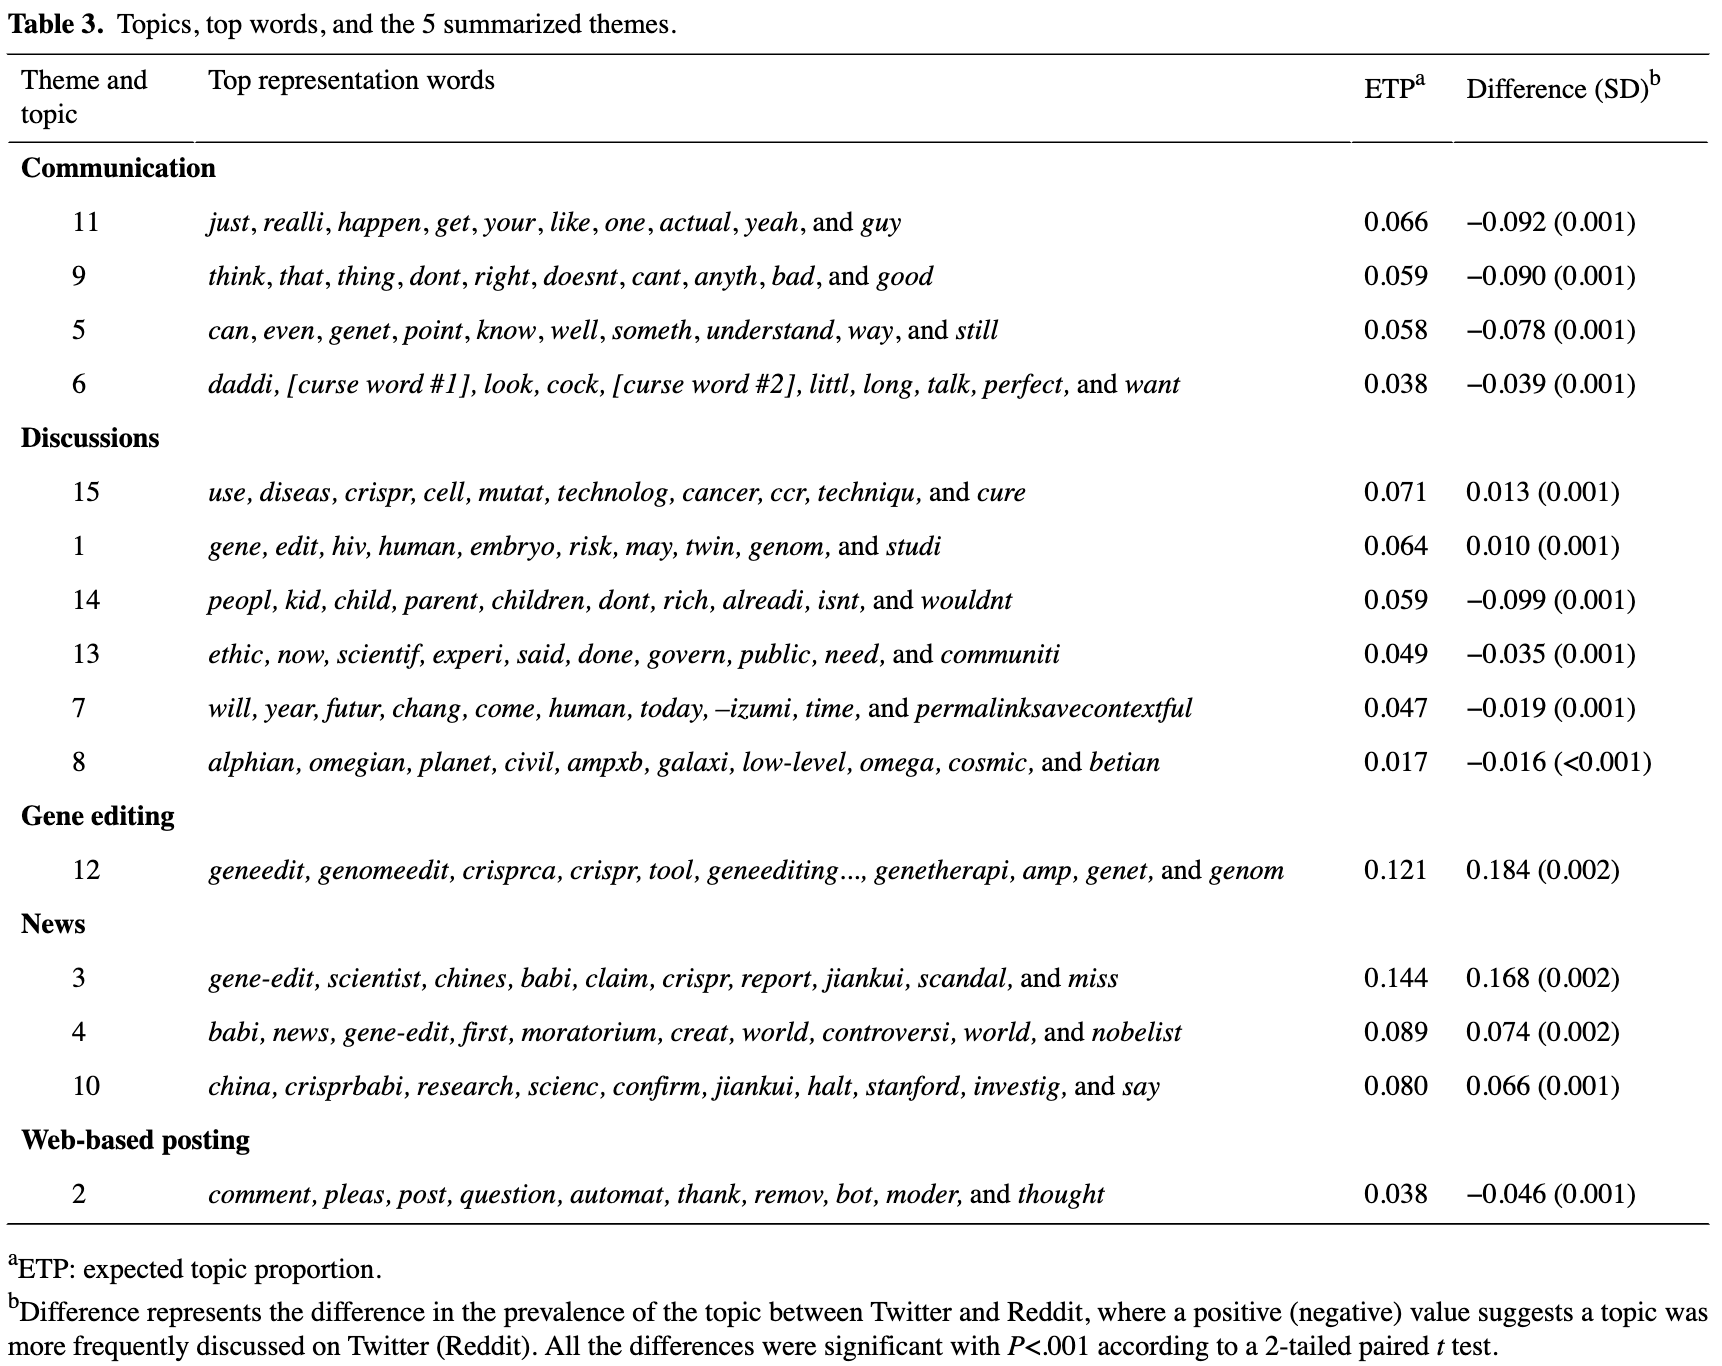 Table 3. Topics, top words, and the 5 summarized themes.
Theme and topic Top representation words ETPa Difference (SD)b
Communication
11 just, realli, happen, get, your, like, one, actual, yeah, and guy 0.066 –0.092 (0.001)
9 think, that, thing, dont, right, doesnt, cant, anyth, bad, and good 0.059 –0.090 (0.001)
5 can, even, genet, point, know, well, someth, understand, way, and still 0.058 –0.078 (0.001)
6 daddi, [curse word #1], look, cock, [curse word #2], littl, long, talk, perfect, and want 0.038 –0.039 (0.001)
Discussions
15 use, diseas, crispr, cell, mutat, technolog, cancer, ccr, techniqu, and cure 0.071 0.013 (0.001)
1 gene, edit, hiv, human, embryo, risk, may, twin, genom, and studi 0.064 0.010 (0.001)
14 peopl, kid, child, parent, children, dont, rich, alreadi, isnt, and wouldnt 0.059 –0.099 (0.001)
13 ethic, now, scientif, experi, said, done, govern, public, need, and communiti 0.049 –0.035 (0.001)
7 will, year, futur, chang, come, human, today, –izumi, time, and permalinksavecontextful 0.047 –0.019 (0.001)
8 alphian, omegian, planet, civil, ampxb, galaxi, low-level, omega, cosmic, and betian 0.017 –0.016 (<0.001)
Gene editing
12 geneedit, genomeedit, crisprca, crispr, tool, geneediting..., genetherapi, amp, genet, and genom 0.121 0.184 (0.002)
News
3 gene-edit, scientist, chines, babi, claim, crispr, report, jiankui, scandal, and miss 0.144 0.168 (0.002)
4 babi, news, gene-edit, first, moratorium, creat, world, controversi, world, and nobelist 0.089 0.074 (0.002)
10 china, crisprbabi, research, scienc, confirm, jiankui, halt, stanford, investig, and say 0.080 0.066 (0.001)
Web-based posting
2 comment, pleas, post, question, automat, thank, remov, bot, moder, and thought 0.038 –0.046 (0.001)
aETP: expected topic proportion.
bDifference represents the difference in the prevalence of the topic between Twitter and Reddit, where a positive (negative) value suggests a topic was
more frequently discussed on Twitter (Reddit). All the differences were significant with P<.001 according to a 2-tailed paired t test.